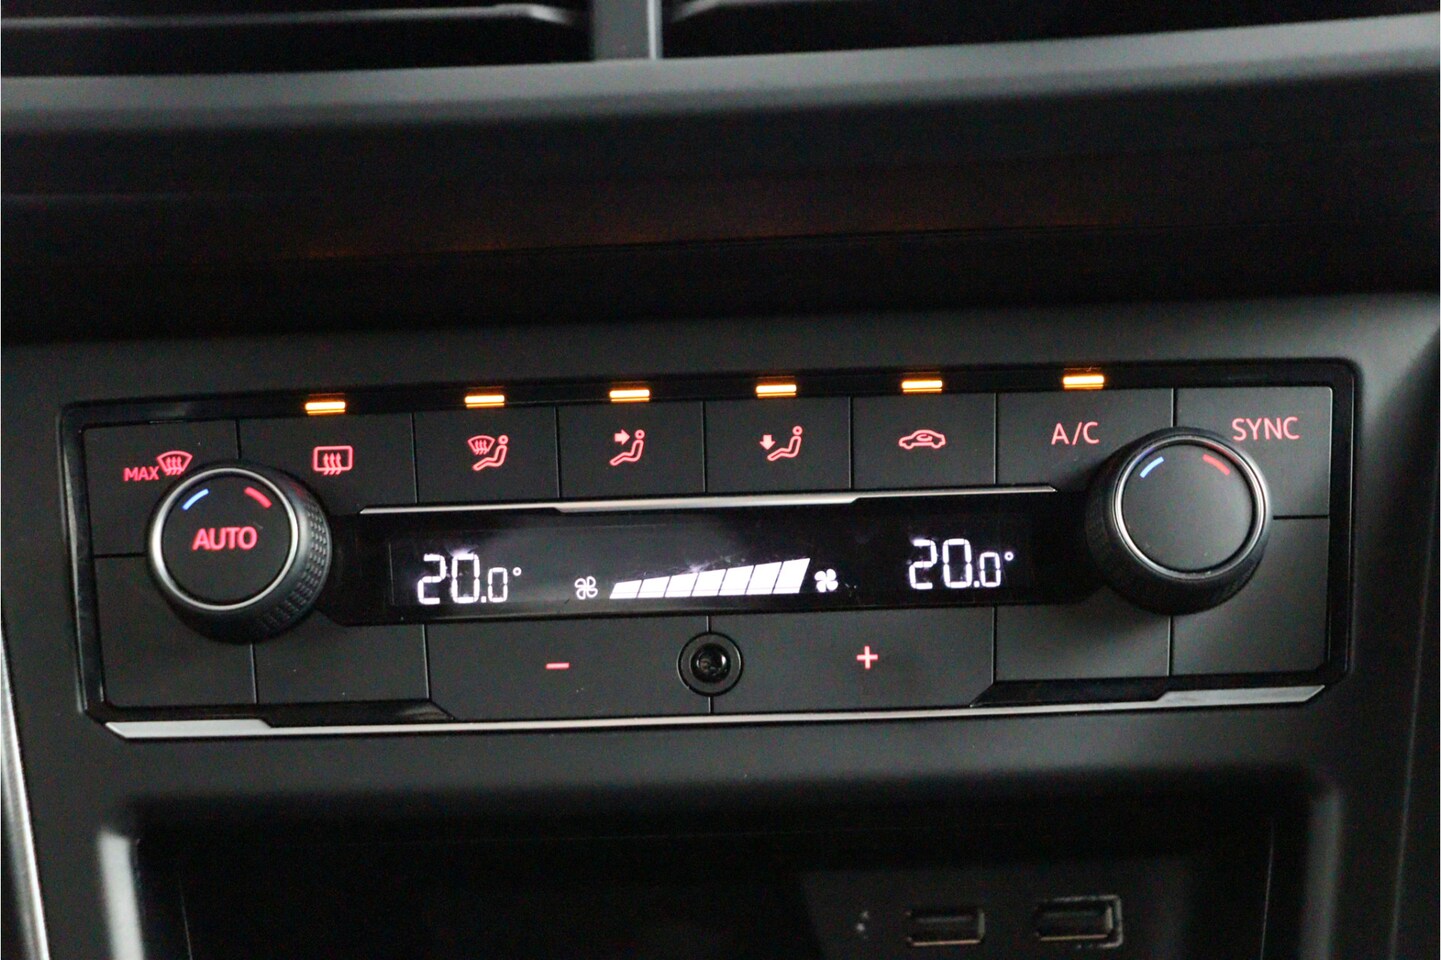 MAX
A/C
SYNC
AUTO
20.0°
20.0°
− +